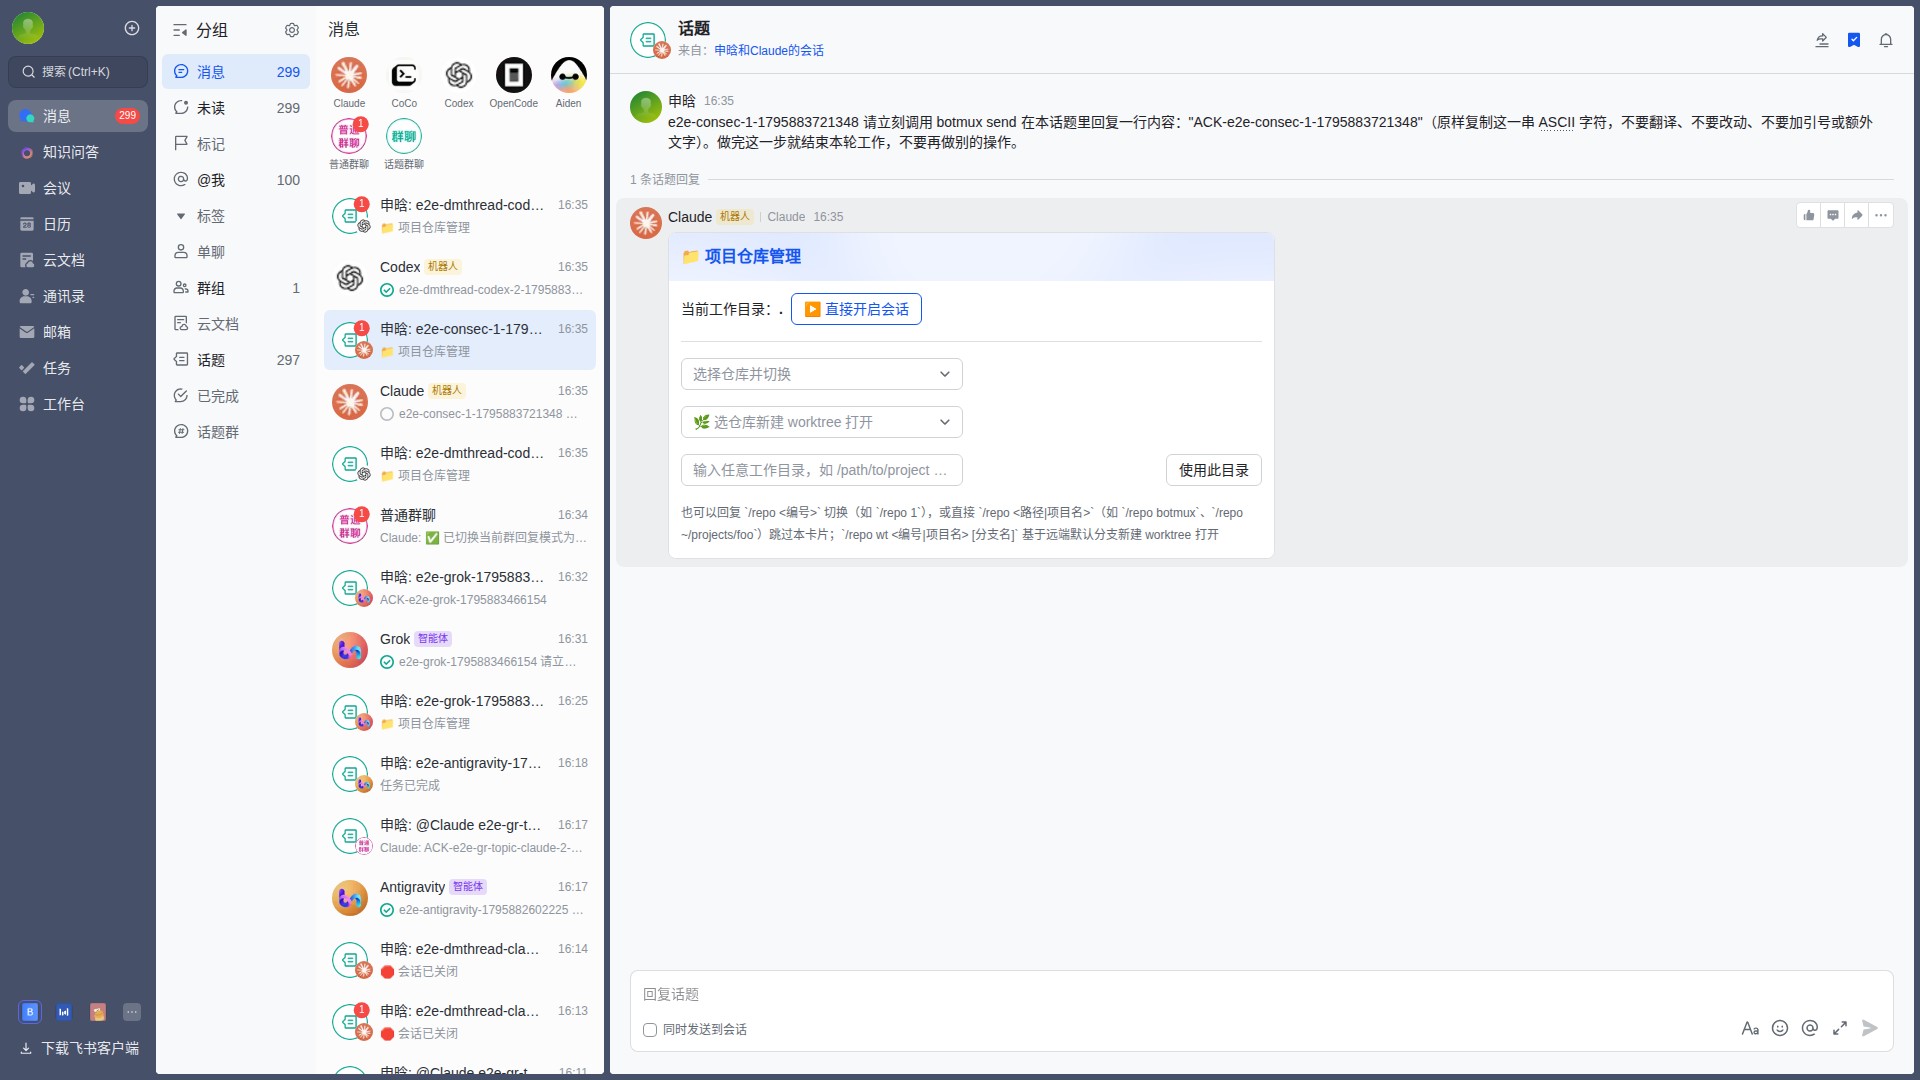 搜索 (Ctrl+K)
消息 299
知识问答
会议
日历
云文档
通讯录
邮箱
任务
工作台
下载飞书客户端
分组
消息 299
未读 299
标记
@我 100
标签
单聊
群组 1
云文档
话题 297
已完成
话题群
消息
Claude CoCo Codex OpenCode Aiden
普通群聊 1
群聊
普通群聊 话题群聊
1 申晗: e2e-dmthread-cod… 16:35
📁 项目仓库管理
Codex 机器人 16:35
e2e-dmthread-codex-2-1795883…
1 申晗: e2e-consec-1-179… 16:35
📁 项目仓库管理
Claude 机器人 16:35
e2e-consec-1-1795883721348 …
申晗: e2e-dmthread-cod… 16:35
📁 项目仓库管理
普通群聊 1 普通群聊 16:34
Claude: ✅ 已切换当前群回复模式为…
申晗: e2e-grok-1795883… 16:32
ACK-e2e-grok-1795883466154
Grok 智能体 16:31
e2e-grok-1795883466154 请立…
申晗: e2e-grok-1795883… 16:25
📁 项目仓库管理
申晗: e2e-antigravity-17… 16:18
任务已完成
申晗: @Claude e2e-gr-t… 16:17
Claude: ACK-e2e-gr-topic-claude-2-…
Antigravity 智能体 16:17
e2e-antigravity-1795882602225 …
申晗: e2e-dmthread-cla… 16:14
🛑 会话已关闭
1 申晗: e2e-dmthread-cla… 16:13
🛑 会话已关闭
申晗: @Claude e2e-gr-t… 16:11
话题
来自：申晗和Claude的会话
申晗 16:35
e2e-consec-1-1795883721348 请立刻调用 botmux send 在本话题里回复一行内容："ACK-e2e-consec-1-1795883721348"（原样复制这一串 ASCII 字符，不要翻译、不要改动、不要加引号或额外
文字）。做完这一步就结束本轮工作，不要再做别的操作。
1 条话题回复
Claude 机器人 Claude 16:35
📁 项目仓库管理
当前工作目录：. ▶️ 直接开启会话
选择仓库并切换
🌿 选仓库新建 worktree 打开
输入任意工作目录，如 /path/to/project … 使用此目录
也可以回复 `/repo <编号>` 切换（如 `/repo 1`），或直接 `/repo <路径|项目名>`（如 `/repo botmux`、`/repo
~/projects/foo`）跳过本卡片；`/repo wt <编号|项目名> [分支名]` 基于远端默认分支新建 worktree 打开
回复话题
同时发送到会话